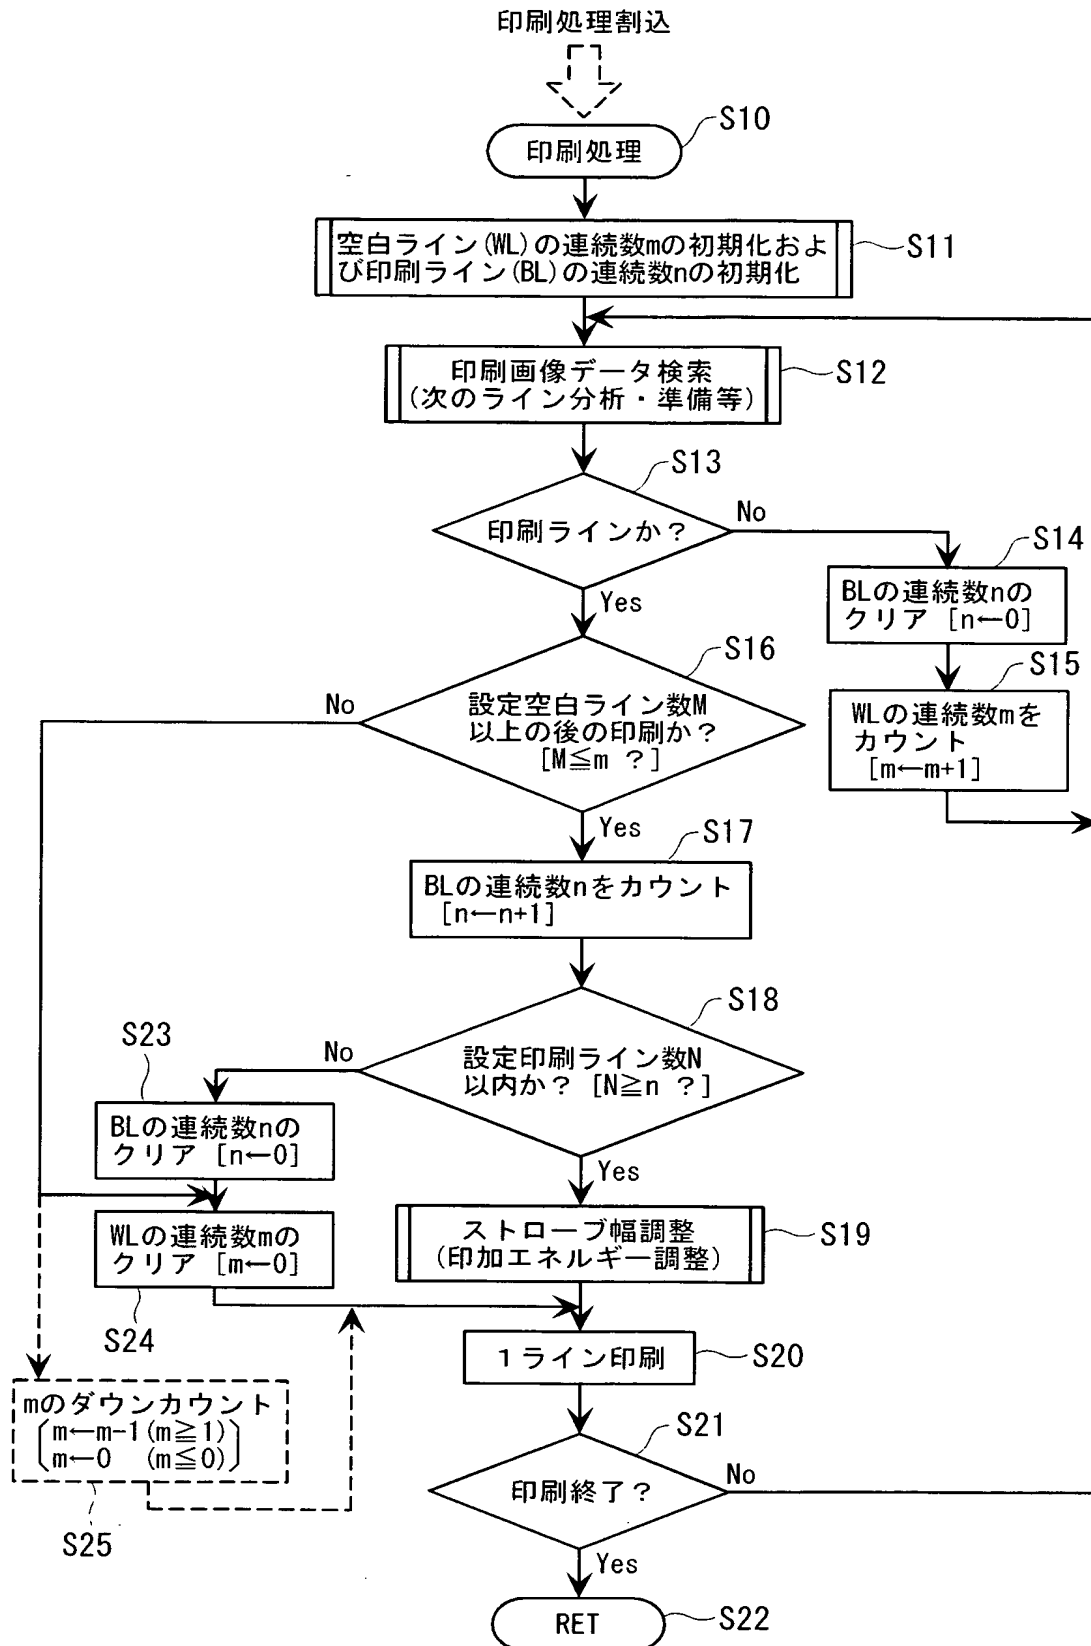 印刷処理割込
S10
印刷処理
S11
空白ライン(WL)の連続数mの初期化およ
び印刷ライン(BL)の連続数nの初期化
S12
印刷画像データ検索
(次のライン分析・準備等)
S13
印刷ラインか？
No
Yes
S14
BLの連続数nの
クリア [n←0]
S15
WLの連続数mを
カウント
[m←m+1]
S16
設定空白ライン数M
以上の後の印刷か？
[M≦m ？]
No
Yes
S17
BLの連続数nをカウント
[n←n+1]
S18
設定印刷ライン数N
以内か？ [N≧n ？]
No
Yes
S23
BLの連続数nの
クリア [n←0]
WLの連続数mの
クリア [m←0]
S24
ストローブ幅調整
(印加エネルギー調整)
S19
１ライン印刷
S20
mのダウンカウント
m←m-1(m≧1)
m←0 (m≦0)
S25
S21
印刷終了？
No
Yes
RET
S22